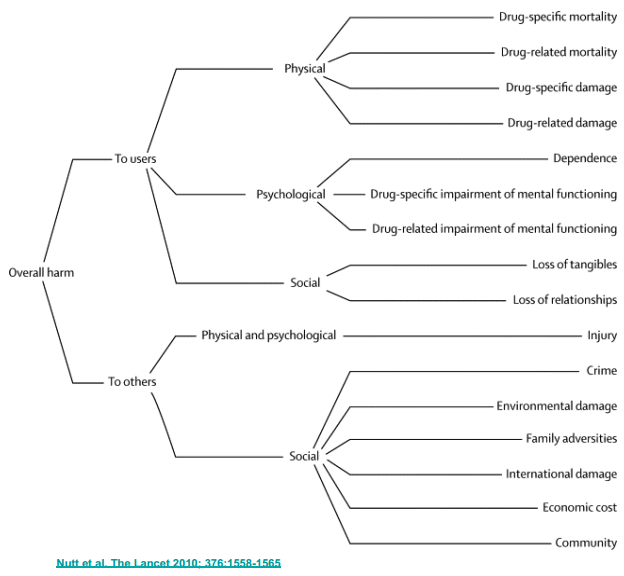 Drug-specific mortality
Drug-related mortality
Physical
Drug-specific damage
Drug-related damage
To users
Dependence
Psychological
Drug-specific impairment of mental functioning
Drug-related impairment of mental functioning
Loss of tangibles
Overall harm
Social
Loss of relationships
Physical and psychological
Injury
Crime
To others
Environmental damage
Family adversities
Social
International damage
Economic cost
Community
Nutt et al. The Lancet 2010; 376:1558-1565